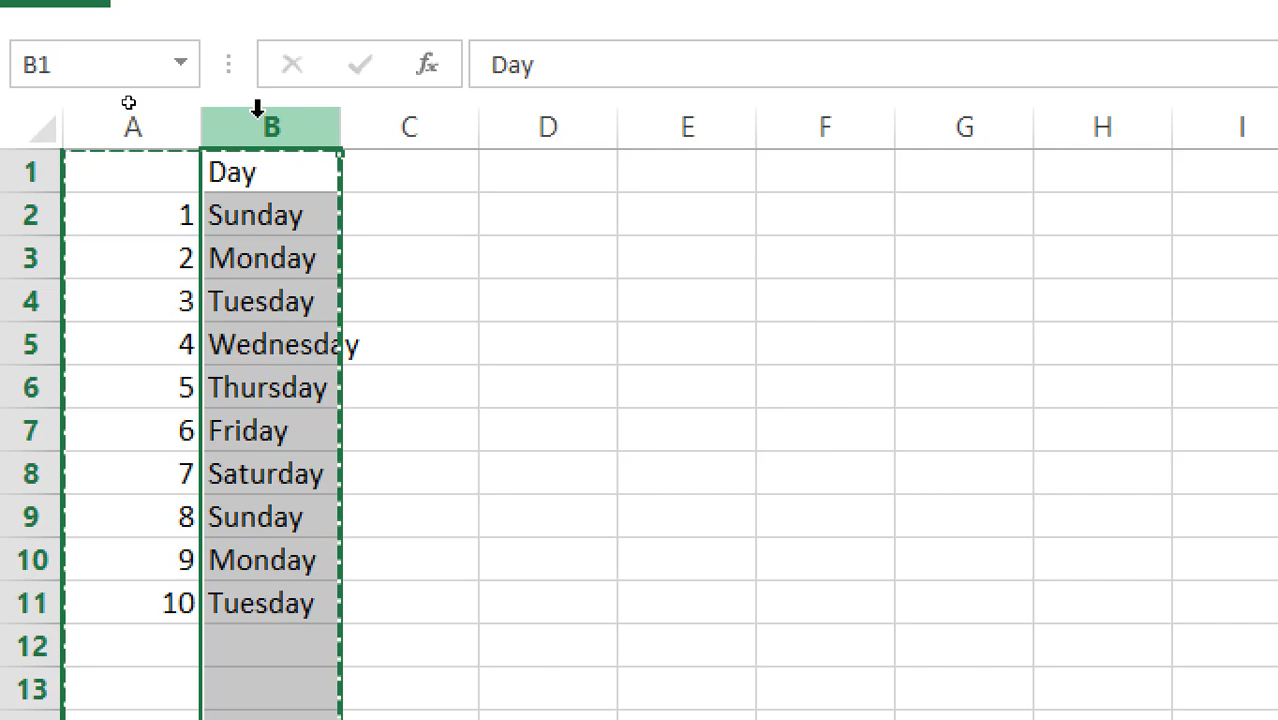 B1 fx Day
A B C D E F G H I
1 Day
2 1 Sunday
3 2 Monday
4 3 Tuesday
5 4 Wednesday
6 5 Thursday
7 6 Friday
8 7 Saturday
9 8 Sunday
10 9 Monday
11 10 Tuesday
12
13